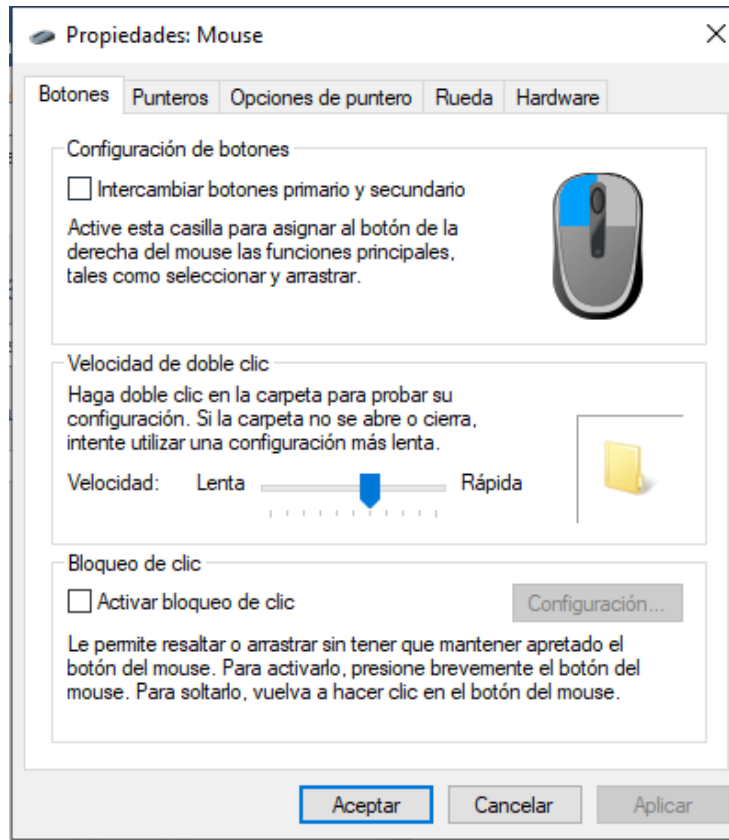 Propiedades: Mouse
Botones Punteros Opciones de puntero Rueda Hardware
Configuración de botones
Intercambiar botones primario y secundario
Active esta casilla para asignar al botón de la
derecha del mouse las funciones principales,
tales como seleccionar y arrastrar.
Velocidad de doble clic
Haga doble clic en la carpeta para probar su
configuración. Si la carpeta no se abre o cierra,
intente utilizar una configuración más lenta.
Velocidad: Lenta Rápida
Bloqueo de clic
Activar bloqueo de clic Configuración...
Le permite resaltar o arrastrar sin tener que mantener apretado el
botón del mouse. Para activarlo, presione brevemente el botón del
mouse. Para soltarlo, vuelva a hacer clic en el botón del mouse.
Aceptar Cancelar Aplicar